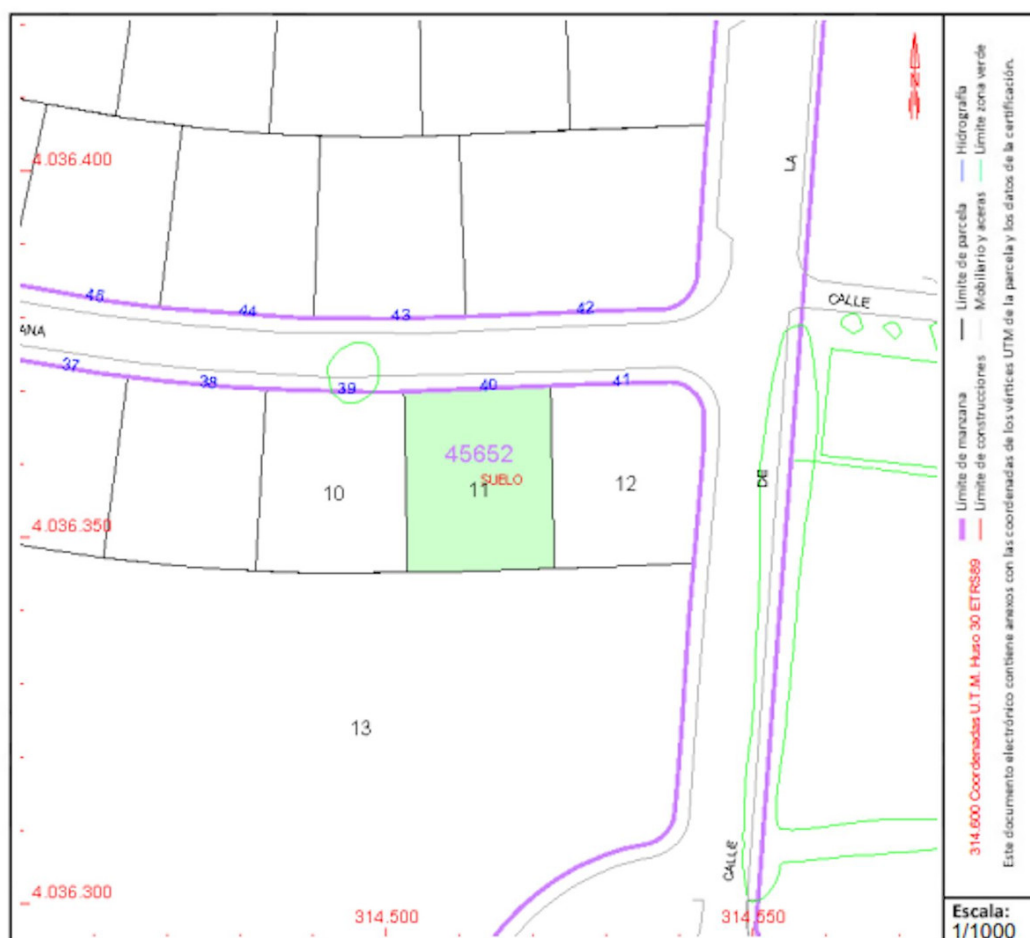 4.036.400
LA
CALLE
45
44
43
42
ANA
37
38
39
40
41
45652
SUELO
10
11
12
DE
4.036.350
13
CALLE
4.036.300
314.500
314.550
314.600 Coordenadas U.T.M. Huso 30 ETRS89
Límite de manzana
Límite de parcela
Hidrografía
Límite de construcciones
Mobiliario y aceras
Límite zona verde
Este documento electrónico contiene anexos con las coordenadas de los vértices UTM de la parcela y los datos de la certificación.
Escala:
1/1000